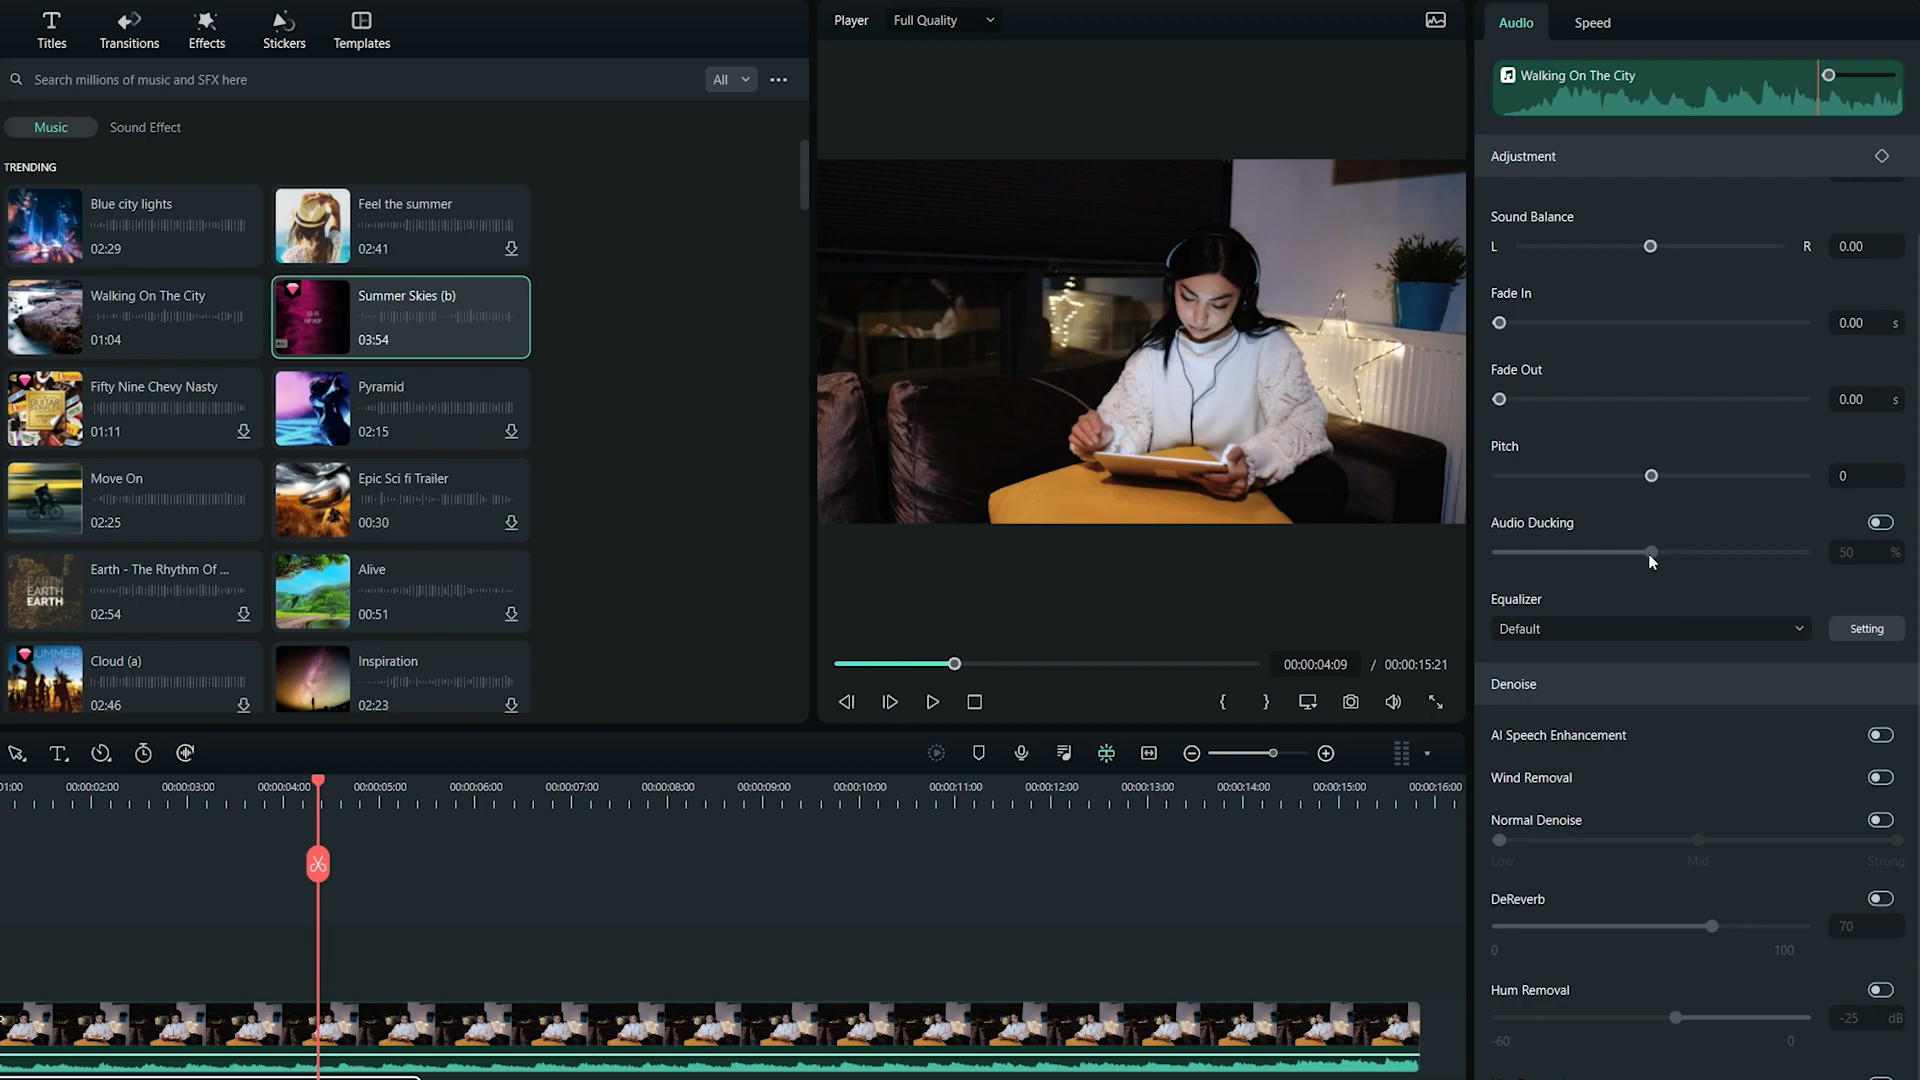 Titles
Transitions
Effects
Stickers
Templates
Search millions of music and SFX here
All
Music
Sound Effect
TRENDING
Blue city lights
02:29
Feel the summer
02:41
Walking On The City
01:04
Summer Skies (b)
03:54
Fifty Nine Chevy Nasty
01:11
Pyramid
02:15
Move On
02:25
Epic Sci fi Trailer
00:30
EARTH
EARTH
EARTH
Earth - The Rhythm Of ...
02:54
Alive
00:51
Cloud (a)
02:46
Inspiration
02:23
Player
Full Quality
00:00:04:09 / 00:00:15:21
{ }
Audio
Speed
Walking On The City
Adjustment
Sound Balance
L R 0.00
Fade In
0.00 s
Fade Out
0.00 s
Pitch
0
Audio Ducking
50 %
Equalizer
Default
Setting
Denoise
AI Speech Enhancement
Wind Removal
Normal Denoise
Low Mid Strong
DeReverb
70
0 100
Hum Removal
-25 dB
-60 0
01:00 00:00:02:00 00:00:03:00 00:00:04:00 00:00:05:00 00:00:06:00 00:00:07:00 00:00:08:00 00:00:09:00 00:00:10:00 00:00:11:00 00:00:12:00 00:00:13:00 00:00:14:00 00:00:15:00 00:00:16:00